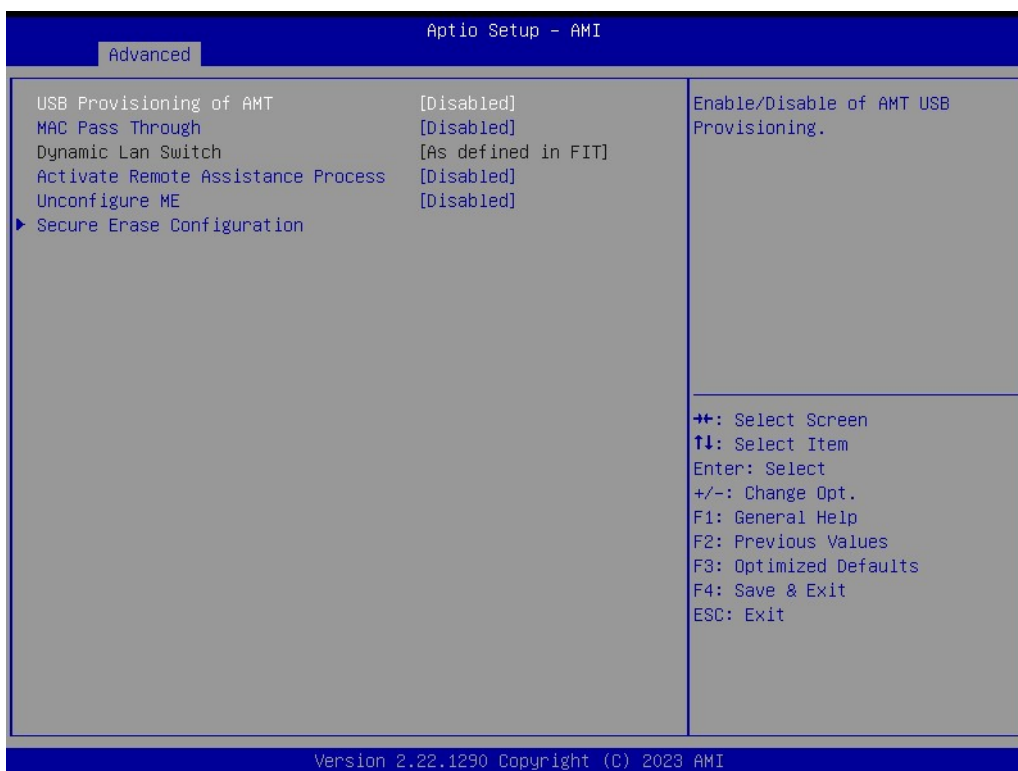 Aptio Setup – AMI
Advanced
USB Provisioning of AMT [Disabled]
MAC Pass Through [Disabled]
Dynamic Lan Switch [As defined in FIT]
Activate Remote Assistance Process [Disabled]
Unconfigure ME [Disabled]
▶ Secure Erase Configuration
Enable/Disable of AMT USB
Provisioning.
→←: Select Screen
↑↓: Select Item
Enter: Select
+/-: Change Opt.
F1: General Help
F2: Previous Values
F3: Optimized Defaults
F4: Save & Exit
ESC: Exit
Version 2.22.1290 Copyright (C) 2023 AMI